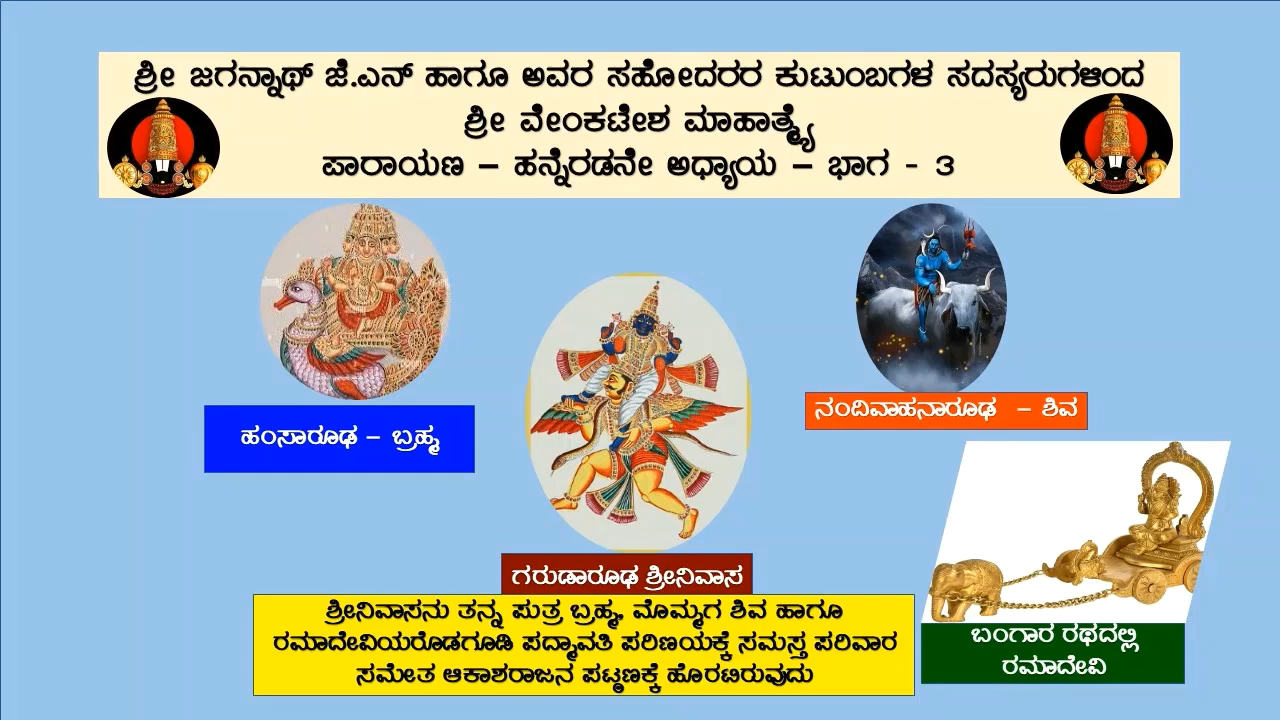 ಶ್ರೀ ಜಗನ್ನಾಥ್ ಜೆ.ಎನ್ ಹಾಗೂ ಅವರ ಸಹೋದರರ ಕುಟುಂಬಗಳ ಸದಸ್ಯರುಗಳಿಂದ
ಶ್ರೀ ವೇಂಕಟೇಶ ಮಾಹಾತ್ಮ್ಯೆ
ಪಾರಾಯಣ – ಹನ್ನೆರಡನೇ ಅಧ್ಯಾಯ – ಭಾಗ - 3
ನಂದಿವಾಹನಾರೂಢ – ಶಿವ
ಹಂಸಾರೂಢ – ಬ್ರಹ್ಮ
ಗರುಡಾರೂಢ ಶ್ರೀನಿವಾಸ
ಶ್ರೀನಿವಾಸನು ತನ್ನ ಪುತ್ರ ಬ್ರಹ್ಮ, ಮೊಮ್ಮಗ ಶಿವ ಹಾಗೂ
ರಮಾದೇವಿಯರೊಡಗೂಡಿ ಪದ್ಮಾವತಿ ಪರಿಣಯಕ್ಕೆ ಸಮಸ್ತ ಪರಿವಾರ
ಸಮೇತ ಆಕಾಶರಾಜನ ಪಟ್ಟಣಕ್ಕೆ ಹೊರಟಿರುವುದು
ಬಂಗಾರ ರಥದಲ್ಲಿ
ರಮಾದೇವಿ